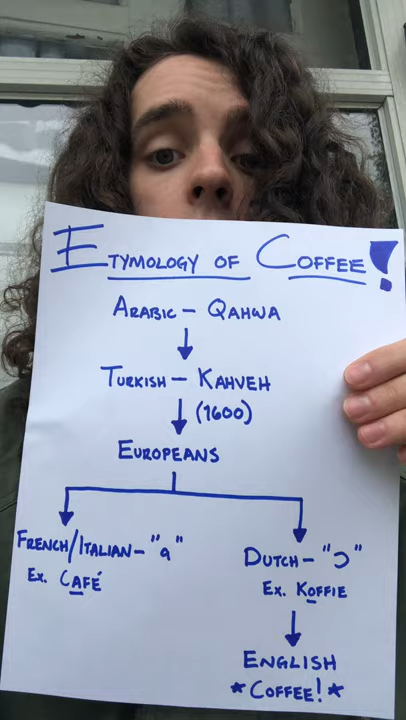 ETYMOLOGY OF COFFEE!
ARABIC - QAHWA
TURKISH - KAHVEH
(1600)
EUROPEANS
FRENCH/ITALIAN - "a"
Ex. CAFÉ
DUTCH - "ɔ"
Ex. KOFFIE
ENGLISH
*COFFEE!*